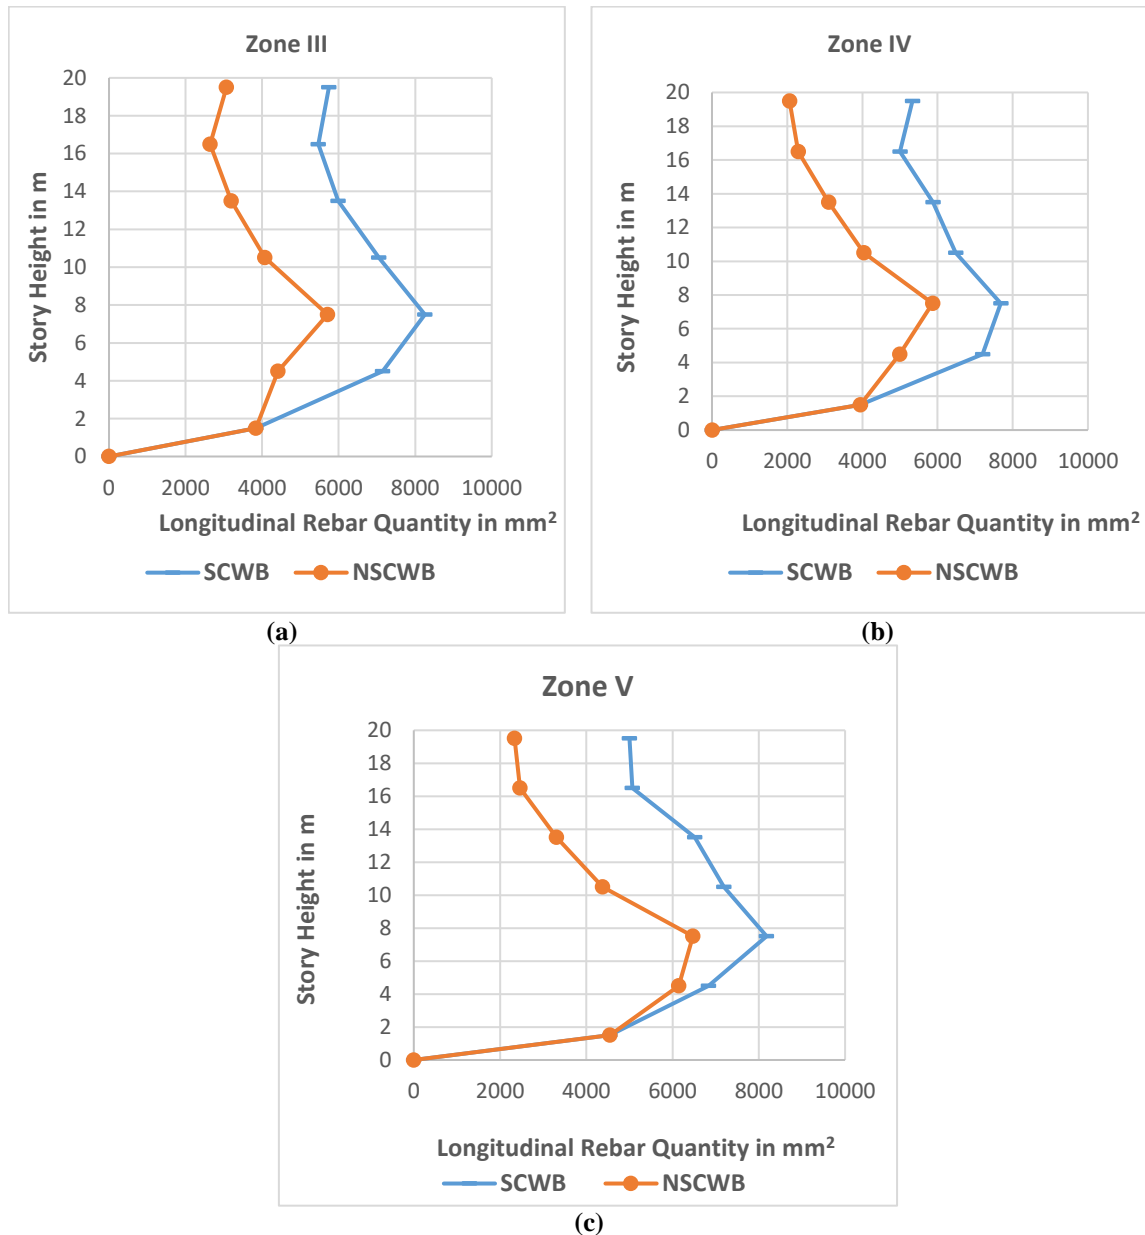 Zone III
20
18
16
14
12
10
8
6
4
2
0
Story Height in m
0 2000 4000 6000 8000 10000
Longitudinal Rebar Quantity in mm²
SCWB NSCWB
(a)
Zone IV
20
18
16
14
12
10
8
6
4
2
0
Story Height in m
0 2000 4000 6000 8000 10000
Longitudinal Rebar Quantity in mm²
SCWB NSCWB
(b)
Zone V
20
18
16
14
12
10
8
6
4
2
0
Story Height in m
0 2000 4000 6000 8000 10000
Longitudinal Rebar Quantity in mm²
SCWB NSCWB
(c)